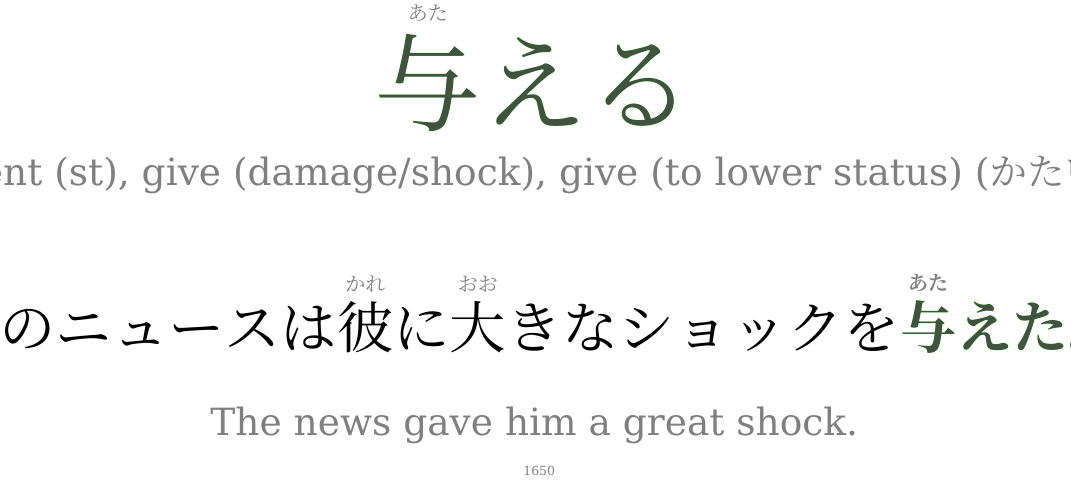 あた
与える
ent (st), give (damage/shock), give (to lower status) (かた
かれ おお あた
のニュースは彼に大きなショックを与えた
The news gave him a great shock.
1650